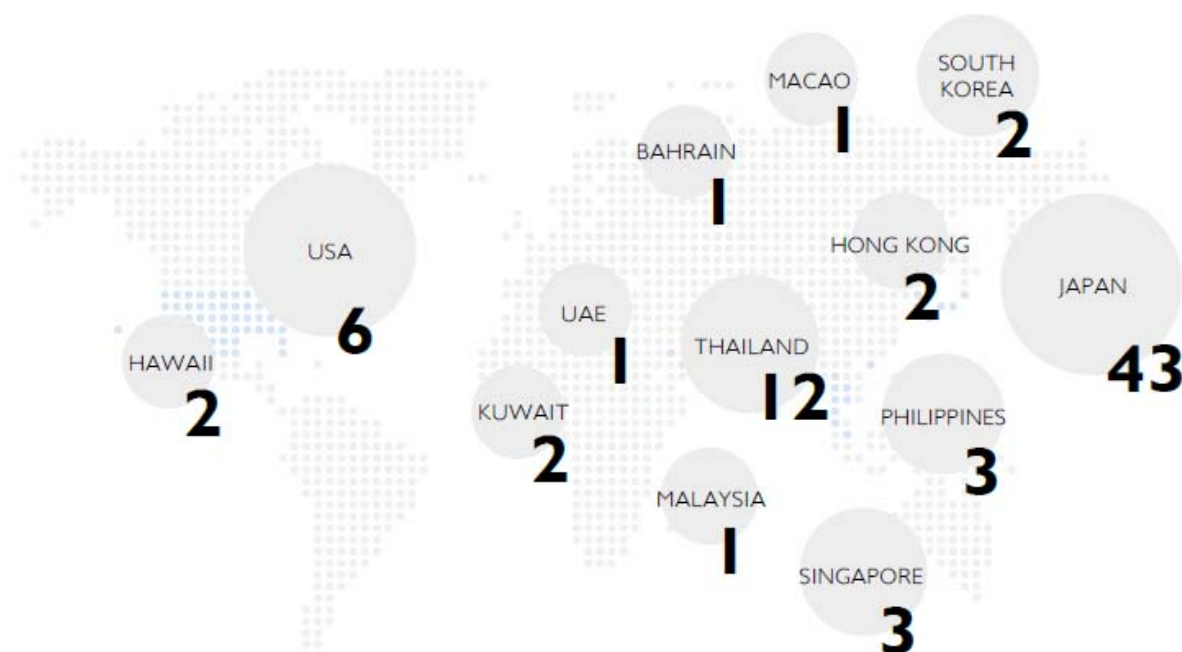 MACAO
1
SOUTH
KOREA
2
BAHRAIN
1
USA
6
HONG KONG
2
JAPAN
43
UAE
1
THAILAND
12
HAWAII
2
KUWAIT
2
PHILIPPINES
3
MALAYSIA
1
SINGAPORE
3